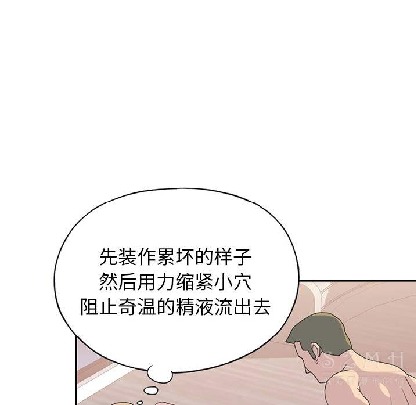 先装作累坏的样子
然后用力缩紧小穴
阻止奇温的精液流出去